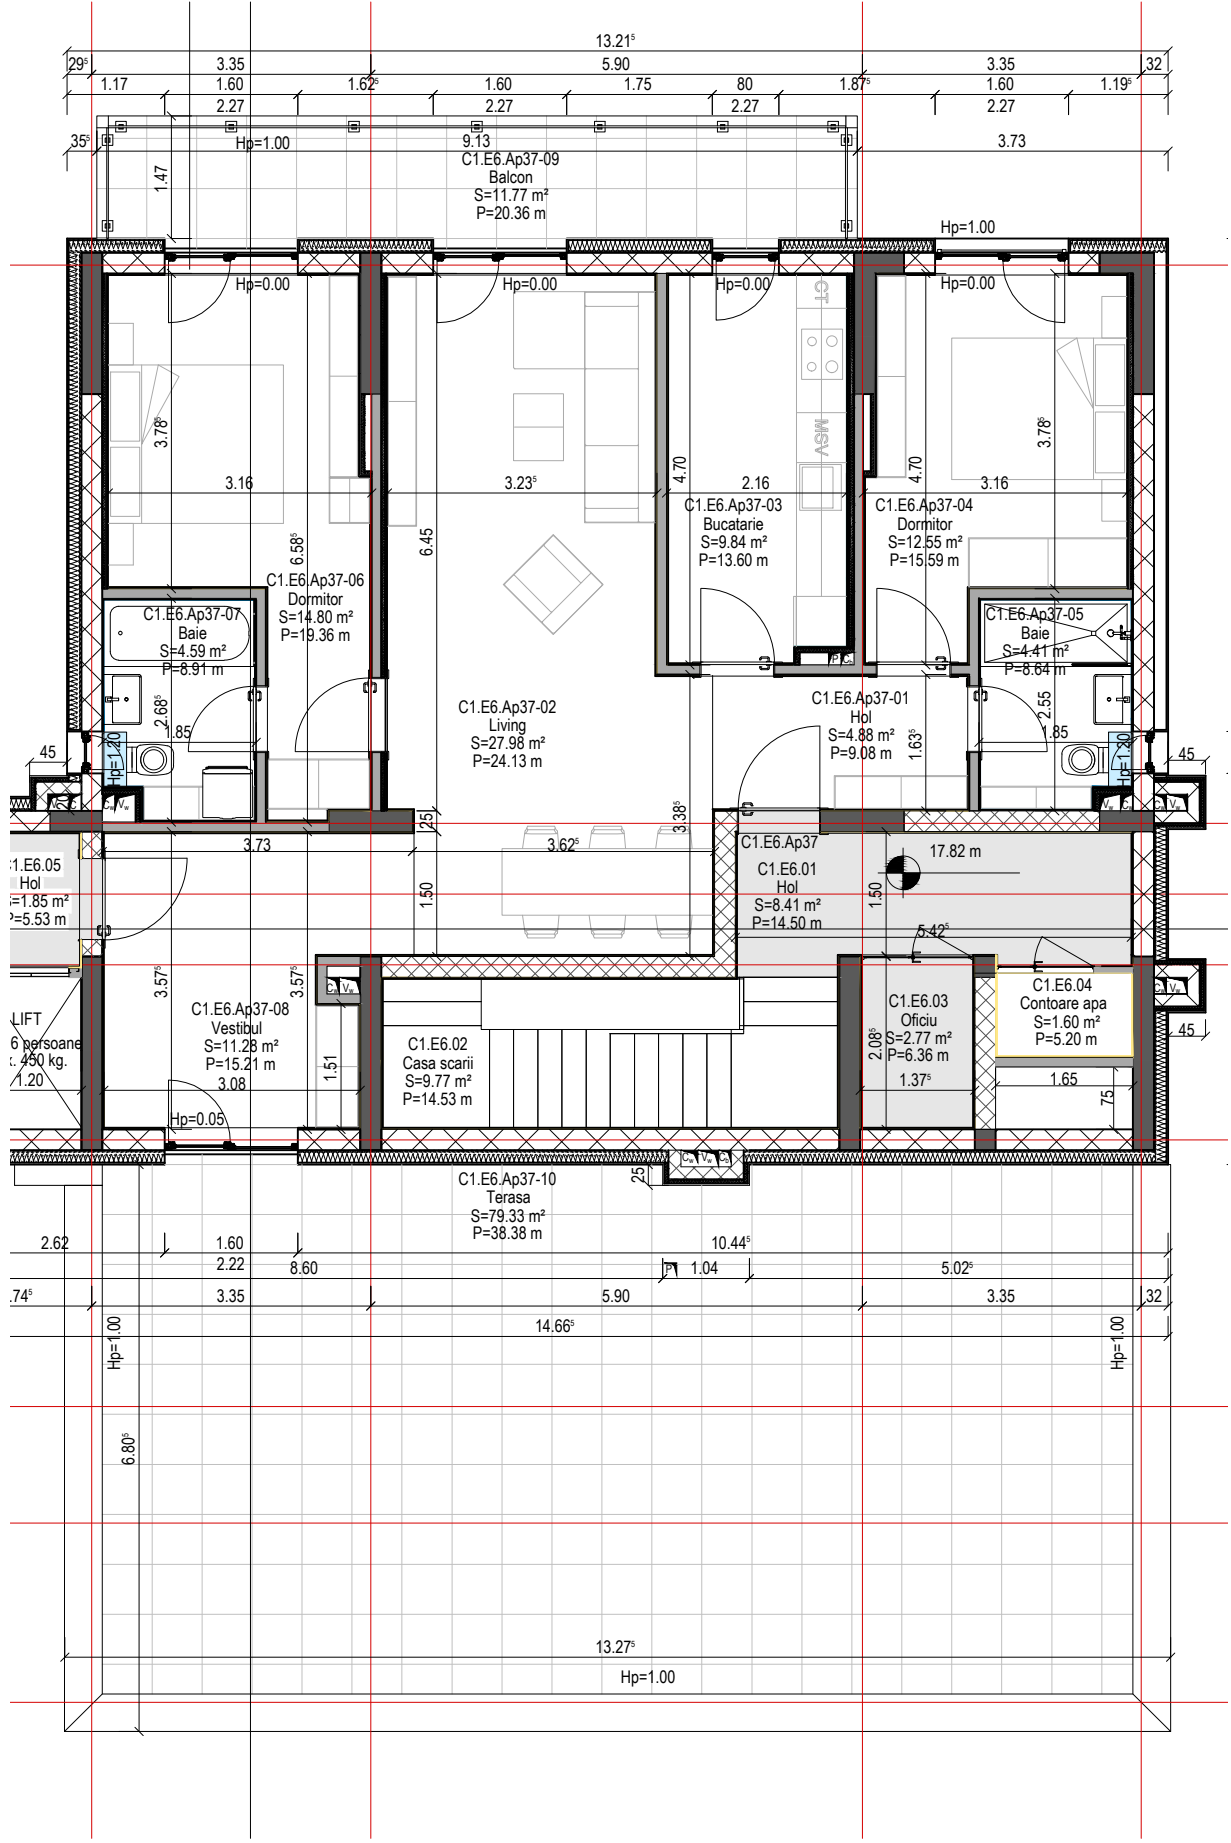 13.21⁵
29⁵ 3.35 5.90 3.35 32
1.17 1.60 1.62⁵ 1.60 1.75 80 1.87⁵ 1.60 1.19⁵
2.27 2.27 2.27 2.27
35⁵ Hp=1.00 9.13 3.73
C1.E6.Ap37-09
Balcon
S=11.77 m²
P=20.36 m
1.47
Hp=1.00
Hp=0.00 Hp=0.00 Hp=0.00 Hp=0.00
CT
MSV
3.78⁵ 4.70 4.70 3.78⁵
3.16 3.23⁵ 2.16 3.16
6.58⁵ 6.45
C1.E6.Ap37-03
Bucatarie
S=9.84 m²
P=13.60 m
C1.E6.Ap37-04
Dormitor
S=12.55 m²
P=15.59 m
C1.E6.Ap37-06
Dormitor
S=14.80 m²
P=19.36 m
C1.E6.Ap37-07
Baie
S=4.59 m²
P=8.91 m
C1.E6.Ap37-05
Baie
S=4.41 m²
P=8.64 m
C1.E6.Ap37-02
Living
S=27.98 m²
P=24.13 m
C1.E6.Ap37-01
Hol
S=4.88 m²
P=9.08 m
2.68⁵ 1.85 1.63⁵ 2.55 1.85
45 Hp=1.20 Hp=1.20 45
25 3.38⁵
3.73 3.62⁵
C1.E6.Ap37
17.82 m
C1.E6.01
Hol
S=8.41 m²
P=14.50 m
1.50 1.50
5.42⁵
C1.E6.05
Hol
S=1.85 m²
P=5.53 m
3.57⁵ 3.57⁵
C1.E6.Ap37-08
Vestibul
S=11.28 m²
P=15.21 m
3.08
1.51
LIFT
6 persoane
450 kg.
1.20
C1.E6.02
Casa scarii
S=9.77 m²
P=14.53 m
C1.E6.03
Oficiu
S=2.77 m²
P=6.36 m
2.08⁵
1.37⁵
C1.E6.04
Contoare apa
S=1.60 m²
P=5.20 m
1.65
75
45
Hp=0.05
25
C1.E6.Ap37-10
Terasa
S=79.33 m²
P=38.38 m
2.62 1.60 10.44⁵
2.22 8.60 P 1.04 5.02⁵
.74⁵ 3.35 5.90 3.35 32
14.66⁵
Hp=1.00 Hp=1.00
6.80⁵
13.27⁵
Hp=1.00